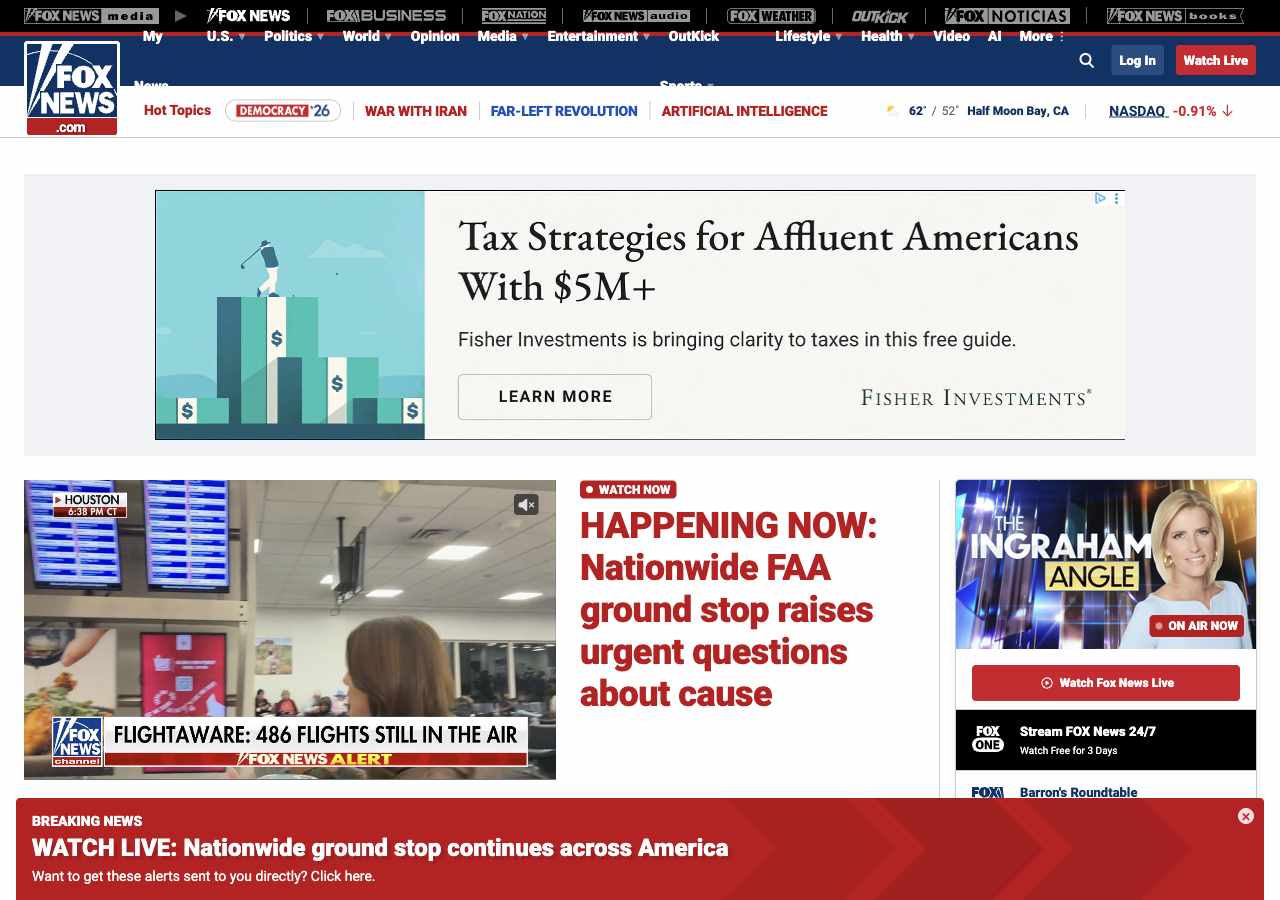 FOX NEWS media
FOX NEWS
FOX BUSINESS
FOX NATION
FOX NEWS audio
FOX WEATHER
OUTKICK
FOX NOTICIAS
FOX NEWS books
My News
U.S.
Politics
World
Opinion
Media
Entertainment
OutKick Sports
Lifestyle
Health
Video
AI
More
Log In
Watch Live
FOX
NEWS
.com
Hot Topics
DEMOCRACY '26
WAR WITH IRAN
FAR-LEFT REVOLUTION
ARTIFICIAL INTELLIGENCE
62° / 52° Half Moon Bay, CA
NASDAQ -0.91%
Tax Strategies for Affluent Americans
With $5M+
Fisher Investments is bringing clarity to taxes in this free guide.
LEARN MORE
FISHER INVESTMENTS®
$
$
$
$
HOUSTON
6:38 PM CT
FOX
NEWS
channel
FLIGHTAWARE: 486 FLIGHTS STILL IN THE AIR
FOX NEWS ALERT
WATCH NOW
HAPPENING NOW:
Nationwide FAA
ground stop raises
urgent questions
about cause
THE
INGRAHAM
ANGLE
ON AIR NOW
Watch Fox News Live
FOX
ONE
Stream FOX News 24/7
Watch Free for 3 Days
FOX
Barron's Roundtable
BREAKING NEWS
WATCH LIVE: Nationwide ground stop continues across America
Want to get these alerts sent to you directly? Click here.